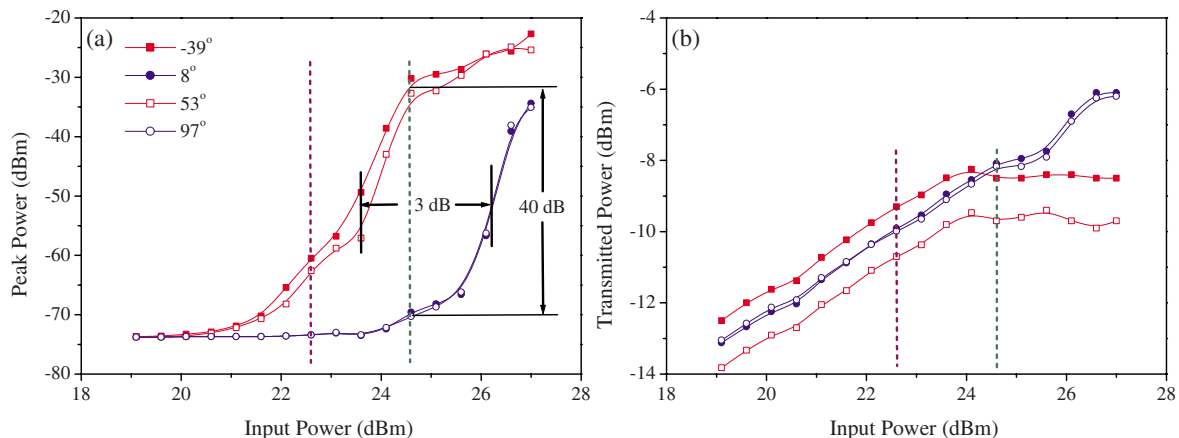 (a)
-39°
8°
53°
97°
3 dB
40 dB
-20
-30
-40
-50
-60
-70
-80
Peak Power (dBm)
18 20 22 24 26 28
Input Power (dBm)
(b)
-4
-6
-8
-10
-12
-14
Transmitted Power (dBm)
18 20 22 24 26 28
Input Power (dBm)